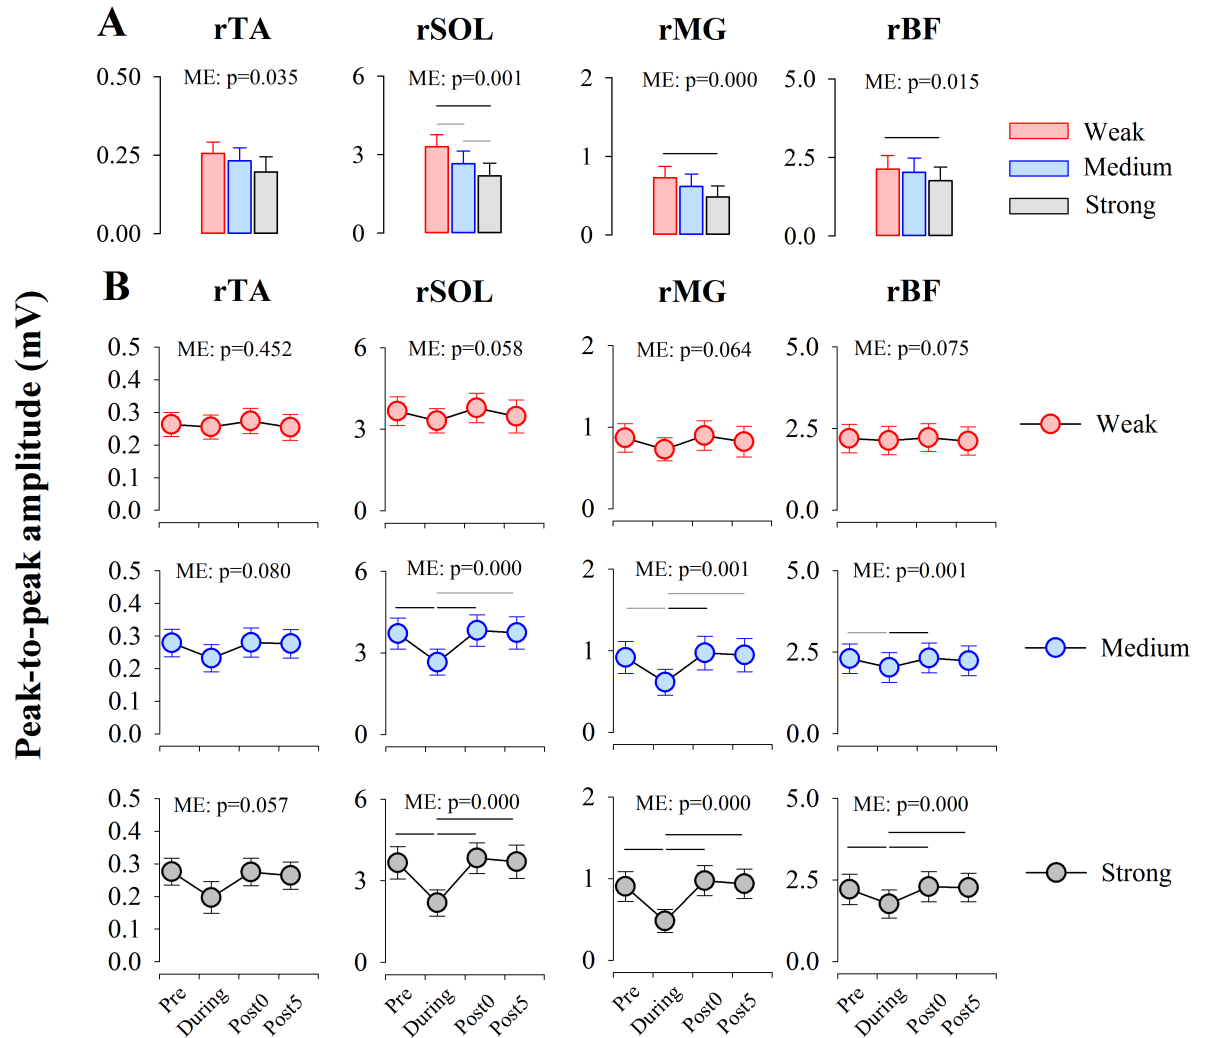 A
rTA
rSOL
rMG
rBF
ME: p=0.035
ME: p=0.001
ME: p=0.000
ME: p=0.015
0.50
0.25
0.00
6
3
0
2
1
0
5.0
2.5
0.0
Weak
Medium
Strong
Peak-to-peak amplitude (mV)
B
rTA
rSOL
rMG
rBF
ME: p=0.452
ME: p=0.058
ME: p=0.064
ME: p=0.075
0.5
0.4
0.3
0.2
0.1
0.0
6
3
0
2
1
0
5.0
2.5
0.0
Weak
ME: p=0.080
ME: p=0.000
ME: p=0.001
ME: p=0.001
0.5
0.4
0.3
0.2
0.1
0.0
6
3
0
2
1
0
5.0
2.5
0.0
Medium
ME: p=0.057
ME: p=0.000
ME: p=0.000
ME: p=0.000
0.5
0.4
0.3
0.2
0.1
0.0
6
3
0
2
1
0
5.0
2.5
0.0
Strong
Pre
During
Post0
Post5
Pre
During
Post0
Post5
Pre
During
Post0
Post5
Pre
During
Post0
Post5